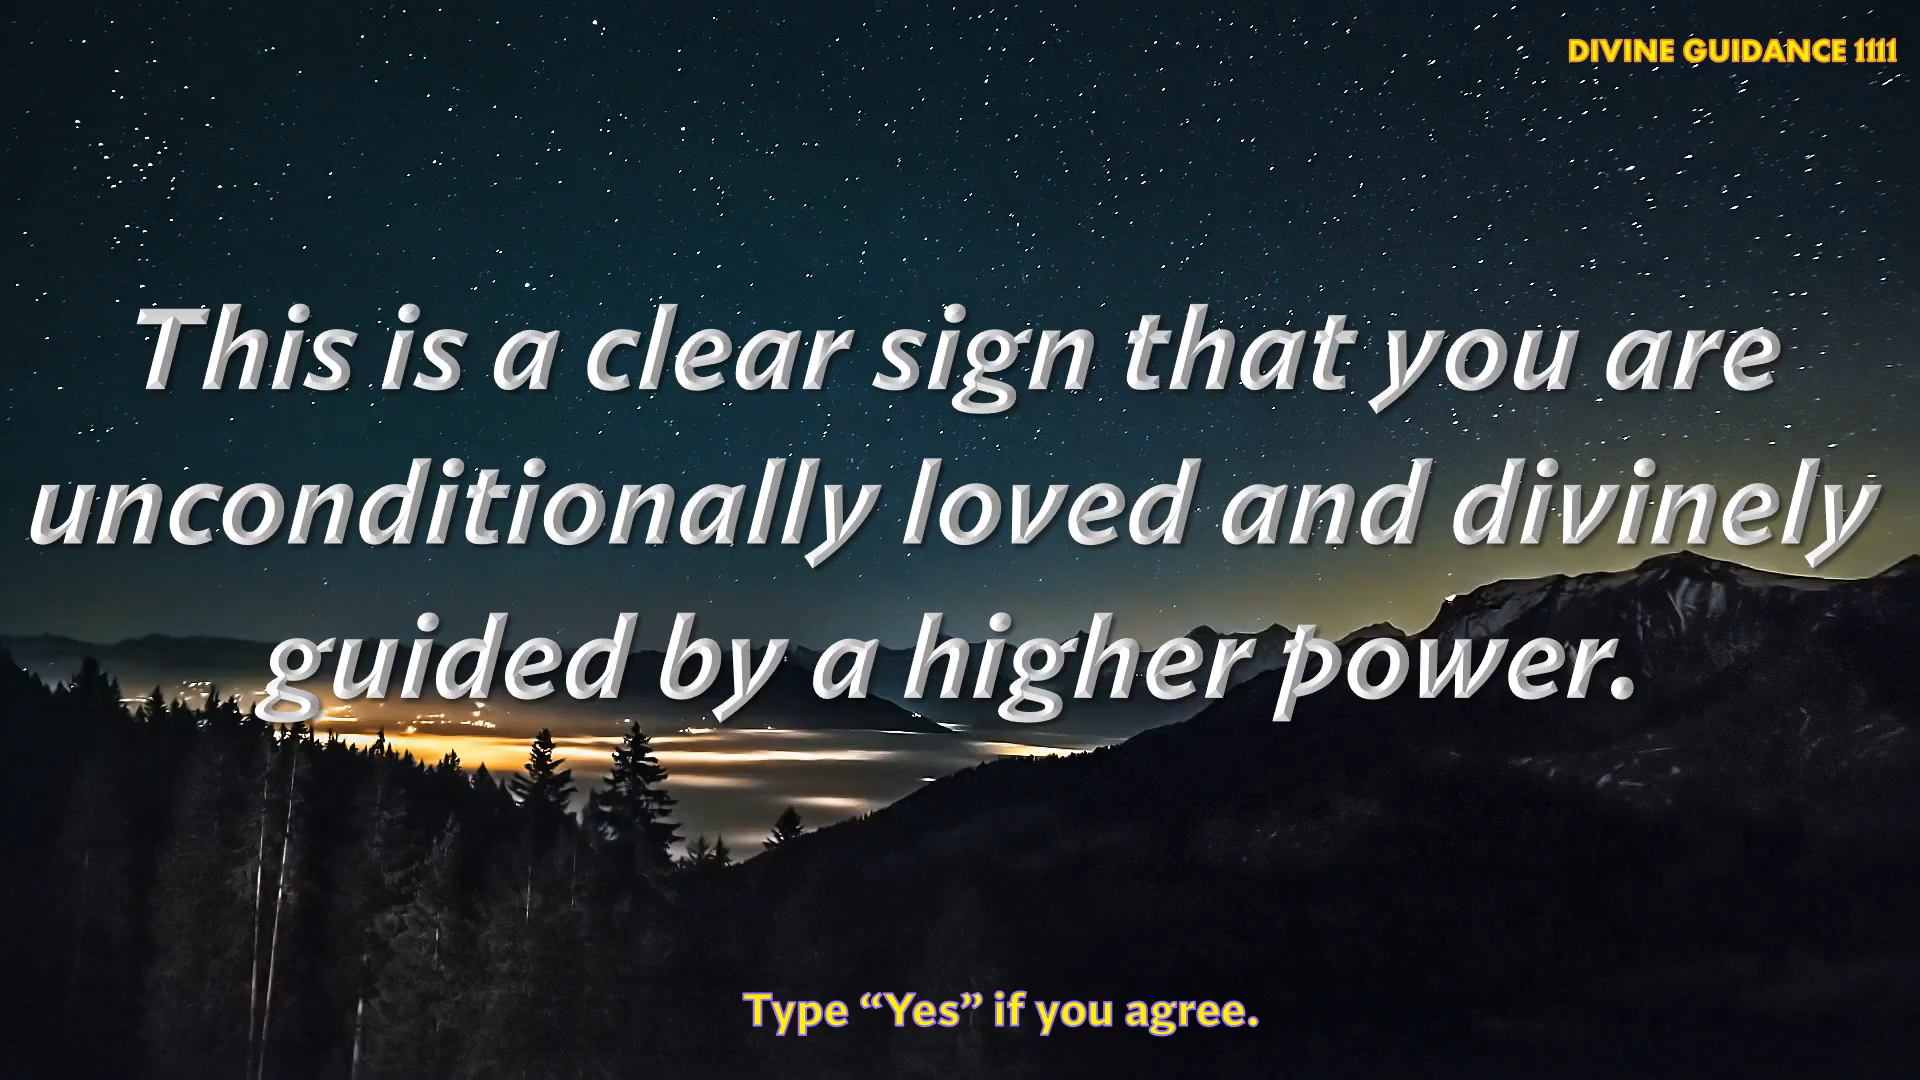 DIVINE GUIDANCE 1111
This is a clear sign that you are
unconditionally loved and divinely
guided by a higher power.
Type “Yes” if you agree.